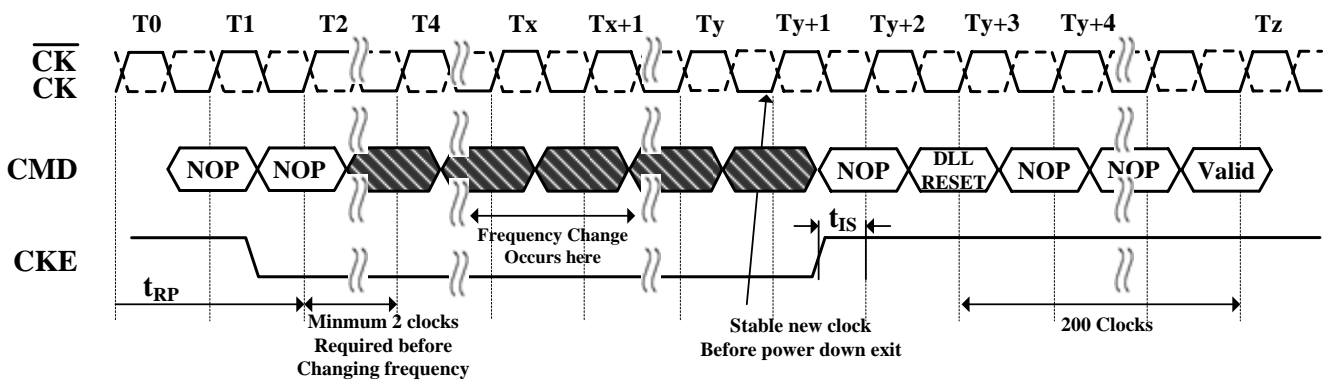 T0 T1 T2 T4 Tx Tx+1 Ty Ty+1 Ty+2 Ty+3 Ty+4 Tz
CK
CK
CMD
NOP NOP NOP DLL RESET NOP NOP Valid
tIS
Frequency Change
Occurs here
CKE
tRP
Minmum 2 clocks
Required before
Changing frequency
Stable new clock
Before power down exit
200 Clocks